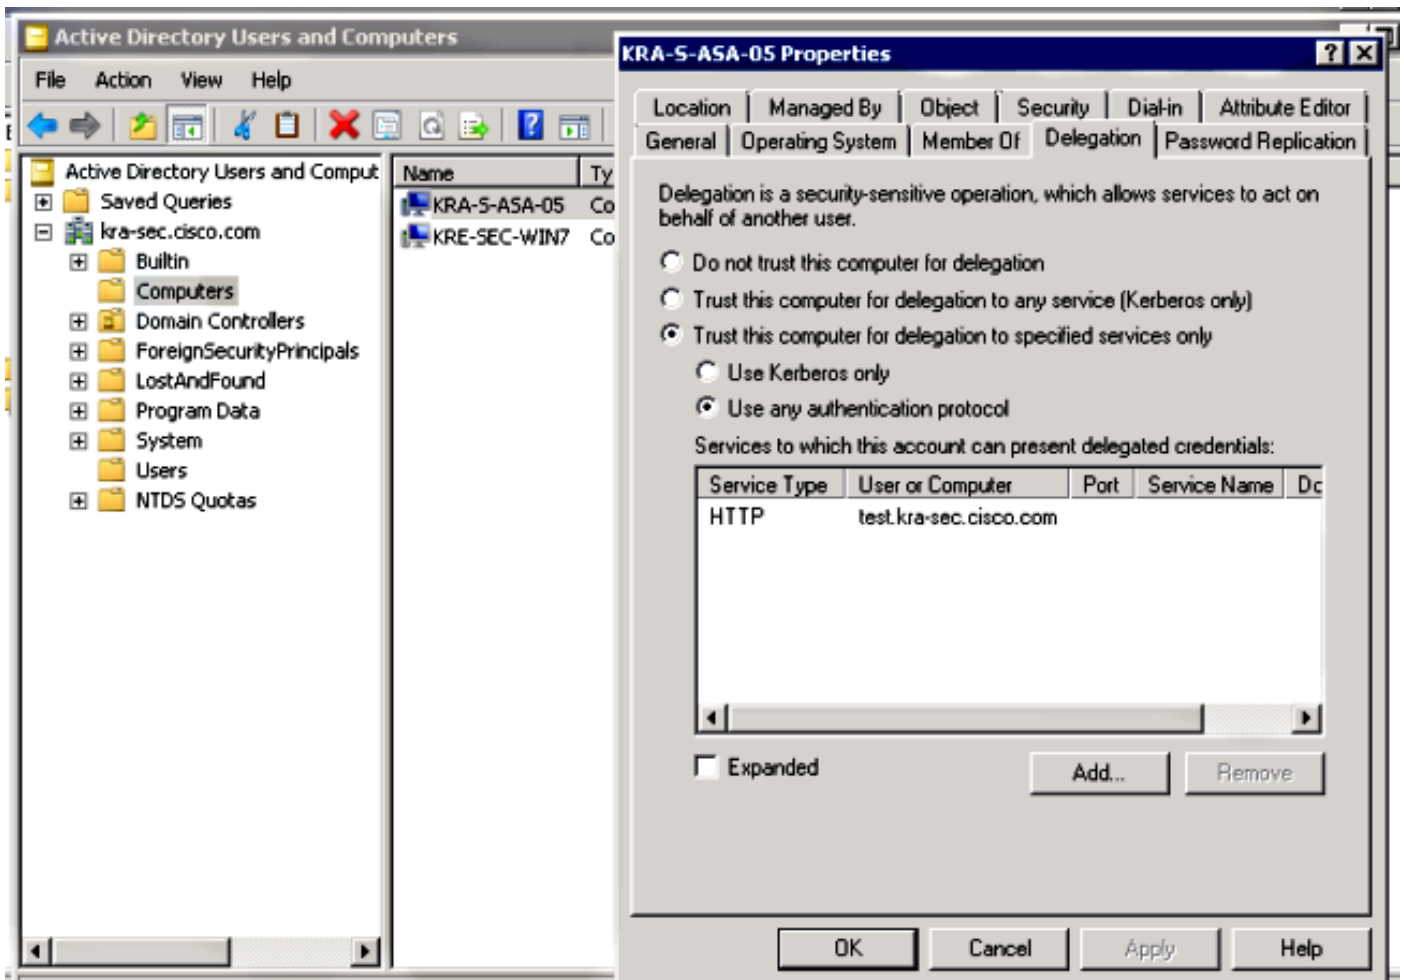 Active Directory Users and Computers
File Action View Help
Active Directory Users and Comput
Saved Queries
kra-sec.cisco.com
Builtin
Computers
Domain Controllers
ForeignSecurityPrincipals
LostAndFound
Program Data
System
Users
NTDS Quotas
Name Ty
KRA-S-ASA-05 Co
KRE-SEC-WIN7 Co
KRA-S-ASA-05 Properties
Location Managed By Object Security Dial-in Attribute Editor
General Operating System Member Of Delegation Password Replication
Delegation is a security-sensitive operation, which allows services to act on
behalf of another user.
Do not trust this computer for delegation
Trust this computer for delegation to any service (Kerberos only)
Trust this computer for delegation to specified services only
Use Kerberos only
Use any authentication protocol
Services to which this account can present delegated credentials:
Service Type User or Computer Port Service Name Dc
HTTP test.kra-sec.cisco.com
Expanded Add... Remove
OK Cancel Apply Help